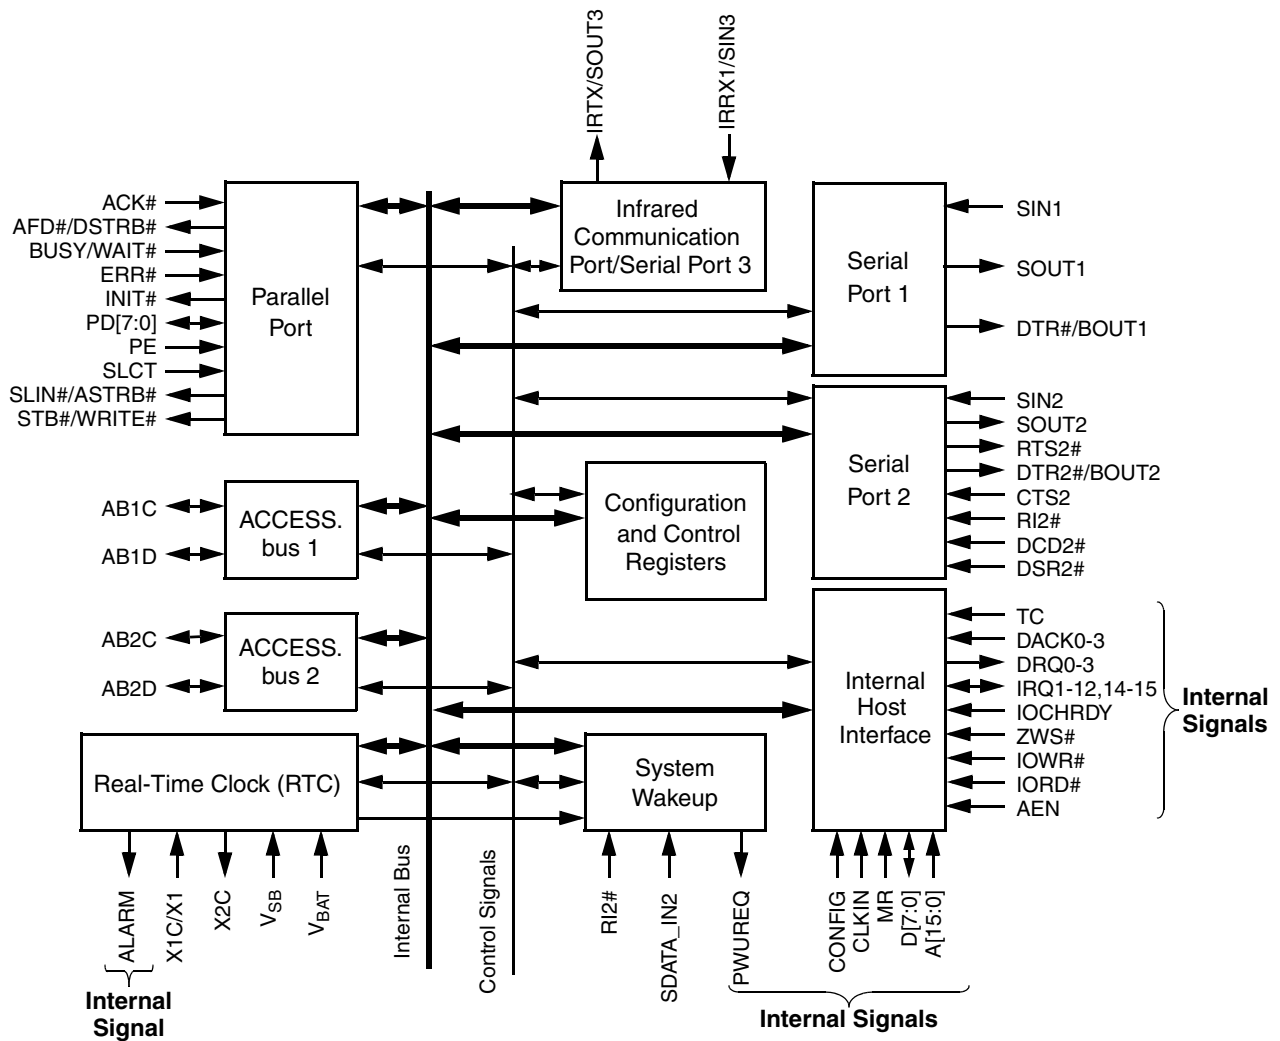 IRTX/SOUT3
IRRX1/SIN3
ACK#
AFD#/DSTRB#
BUSY/WAIT#
ERR#
INIT#
PD[7:0]
PE
SLCT
SLIN#/ASTRB#
STB#/WRITE#
Parallel
Port
Infrared
Communication
Port/Serial Port 3
Serial
Port 1
SIN1
SOUT1
DTR#/BOUT1
Serial
Port 2
SIN2
SOUT2
RTS2#
DTR2#/BOUT2
CTS2
RI2#
DCD2#
DSR2#
AB1C
AB1D
ACCESS.
bus 1
Configuration
and Control
Registers
AB2C
AB2D
ACCESS.
bus 2
Internal
Host
Interface
TC
DACK0-3
DRQ0-3
IRQ1-12,14-15
IOCHRDY
ZWS#
IOWR#
IORD#
AEN
Internal
Signals
Real-Time Clock (RTC)
System
Wakeup
ALARM
X1C/X1
X2C
VSB
VBAT
Internal Bus
Control Signals
RI2#
SDATA_IN2
PWUREQ
CONFIG
CLKIN
MR
D[7:0]
A[15:0]
Internal
Signal
Internal Signals